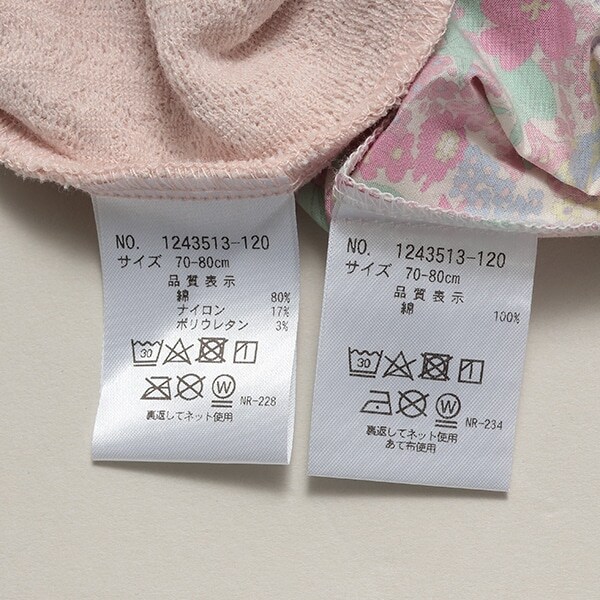 NO. 1243513-120
サイズ 70-80cm
品質表示
綿 80%
ナイロン 17%
ポリウレタン 3%
30
W
NR-228
裏返してネット使用
NO. 1243513-120
サイズ 70-80cm
品質表示
綿 100%
30
W
NR-234
裏返してネット使用
あて布使用